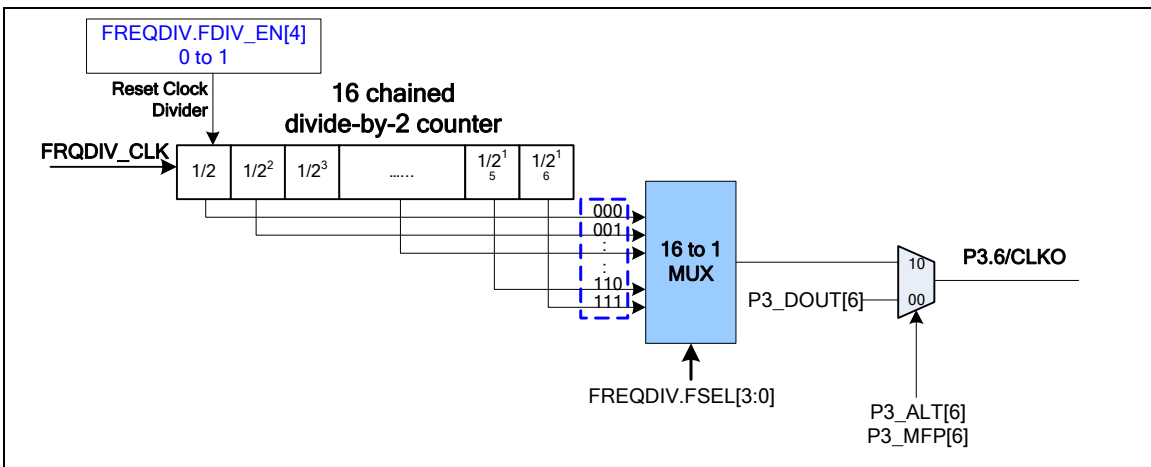 FREQDIV.FDIV_EN[4]
0 to 1
Reset Clock
Divider
16 chained
divide-by-2 counter
FRQDIV_CLK
1/2 1/2² 1/2³ ...... 1/2¹5 1/2¹6
000
001
:
:
110
111
16 to 1
MUX
10
00
P3.6/CLKO
P3_DOUT[6]
FREQDIV.FSEL[3:0]
P3_ALT[6]
P3_MFP[6]